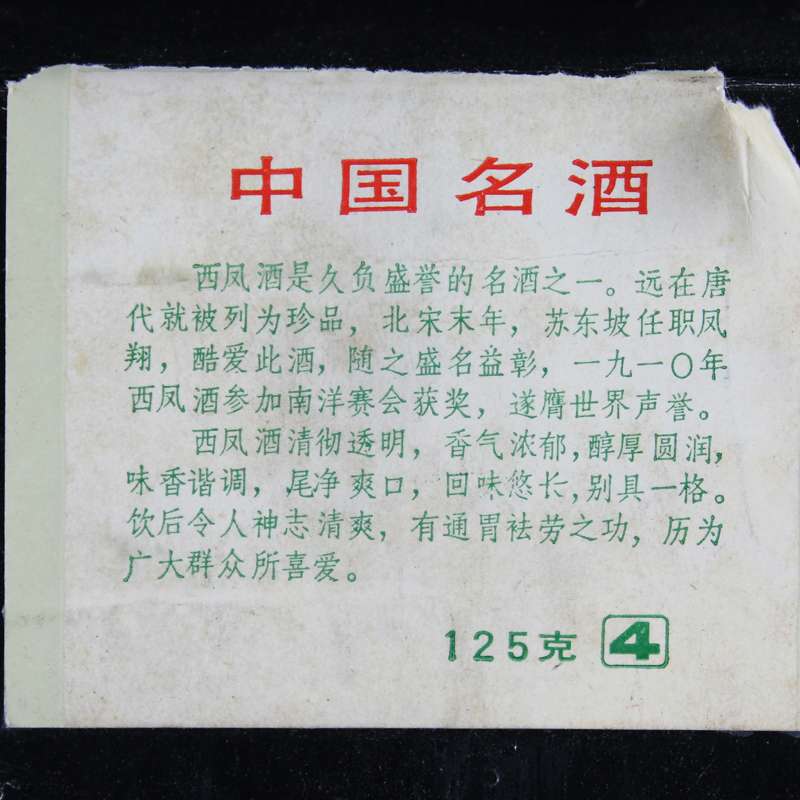 中国名酒
西凤酒是久负盛誉的名酒之一。远在唐
代就被列为珍品，北宋末年，苏东坡任职凤
翔，酷爱此酒，随之盛名益彰，一九一〇年
西凤酒参加南洋赛会获奖，遂膺世界声誉。
西凤酒清彻透明，香气浓郁，醇厚圆润，
味香谐调，尾净爽口，回味悠长，别具一格。
饮后令人神志清爽，有通胃祛劳之功，历为
广大群众所喜爱。
125克 4